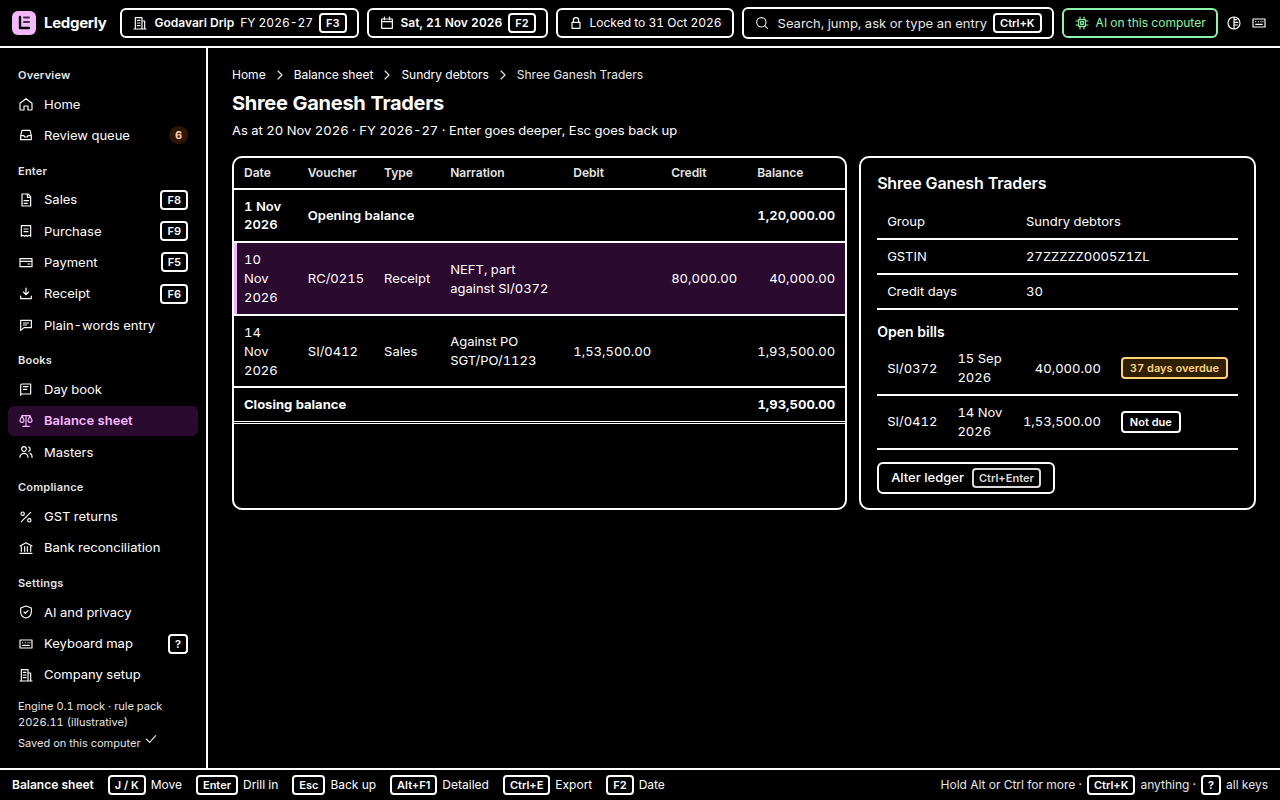 Ledgerly
Godavari Drip FY 2026-27 F3
Sat, 21 Nov 2026 F2
Locked to 31 Oct 2026
Search, jump, ask or type an entry Ctrl+K
AI on this computer
Overview
Home
Review queue 6
Enter
Sales F8
Purchase F9
Payment F5
Receipt F6
Plain-words entry
Books
Day book
Balance sheet
Masters
Compliance
GST returns
Bank reconciliation
Settings
AI and privacy
Keyboard map ?
Company setup
Engine 0.1 mock · rule pack
2026.11 (illustrative)
Saved on this computer
Home > Balance sheet > Sundry debtors > Shree Ganesh Traders
Shree Ganesh Traders
As at 20 Nov 2026 · FY 2026-27 · Enter goes deeper, Esc goes back up
Date Voucher Type Narration Debit Credit Balance
1 Nov
2026 Opening balance 1,20,000.00
10
Nov
2026 RC/0215 Receipt NEFT, part
against SI/0372 80,000.00 40,000.00
14
Nov
2026 SI/0412 Sales Against PO
SGT/PO/1123 1,53,500.00 1,93,500.00
Closing balance 1,93,500.00
Shree Ganesh Traders
Group Sundry debtors
GSTIN 27ZZZZZ0005Z1ZL
Credit days 30
Open bills
SI/0372 15 Sep
2026 40,000.00 37 days overdue
SI/0412 14 Nov
2026 1,53,500.00 Not due
Alter ledger Ctrl+Enter
Balance sheet J / K Move Enter Drill in Esc Back up Alt+F1 Detailed Ctrl+E Export F2 Date
Hold Alt or Ctrl for more · Ctrl+K anything · ? all keys